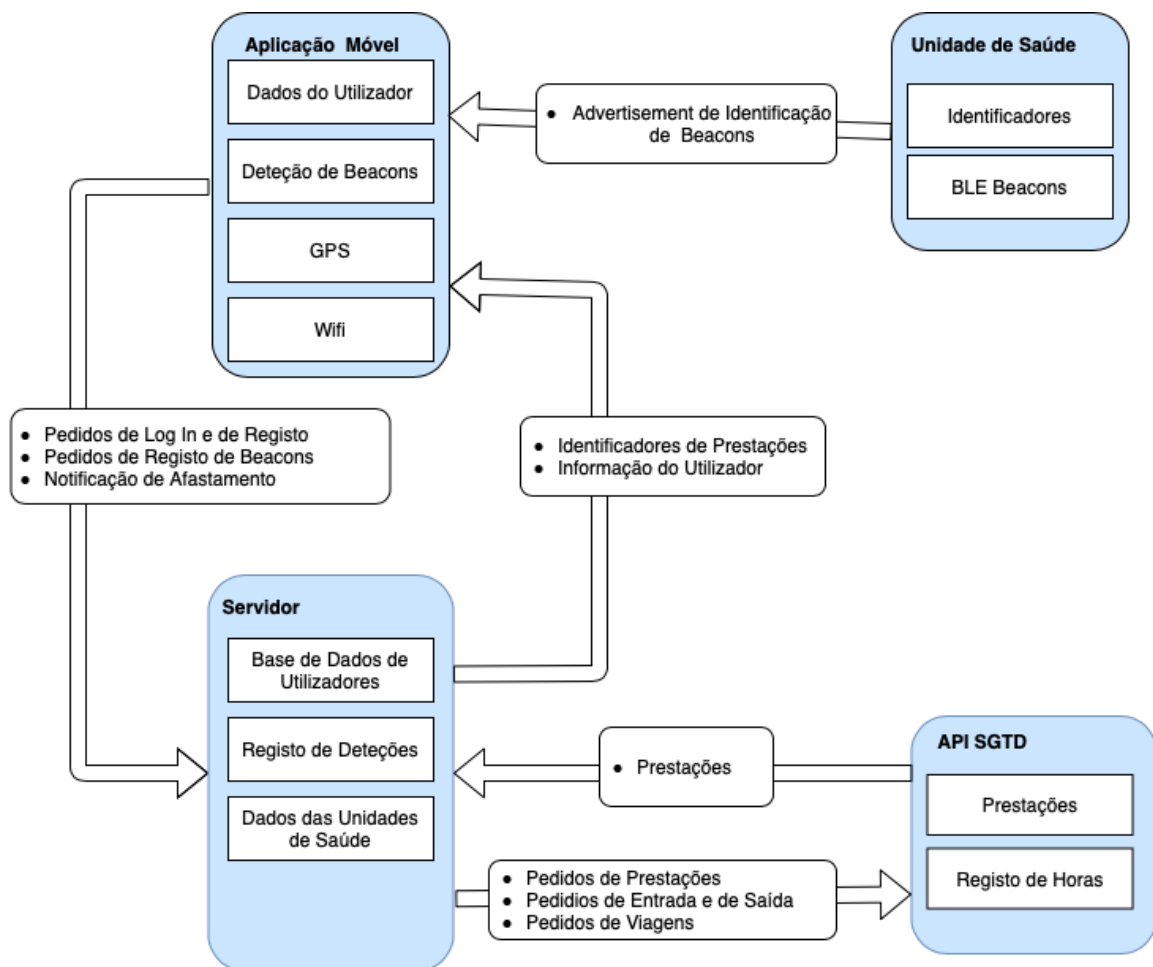 Aplicação Móvel
Dados do Utilizador
Deteção de Beacons
GPS
Wifi
• Advertisement de Identificação
de Beacons
Unidade de Saúde
Identificadores
BLE Beacons
• Pedidos de Log In e de Registo
• Pedidos de Registo de Beacons
• Notificação de Afastamento
• Identificadores de Prestações
• Informação do Utilizador
Servidor
Base de Dados de
Utilizadores
Registo de Deteções
Dados das Unidades
de Saúde
• Prestações
API SGTD
Prestações
Registo de Horas
• Pedidos de Prestações
• Pedidios de Entrada e de Saída
• Pedidos de Viagens